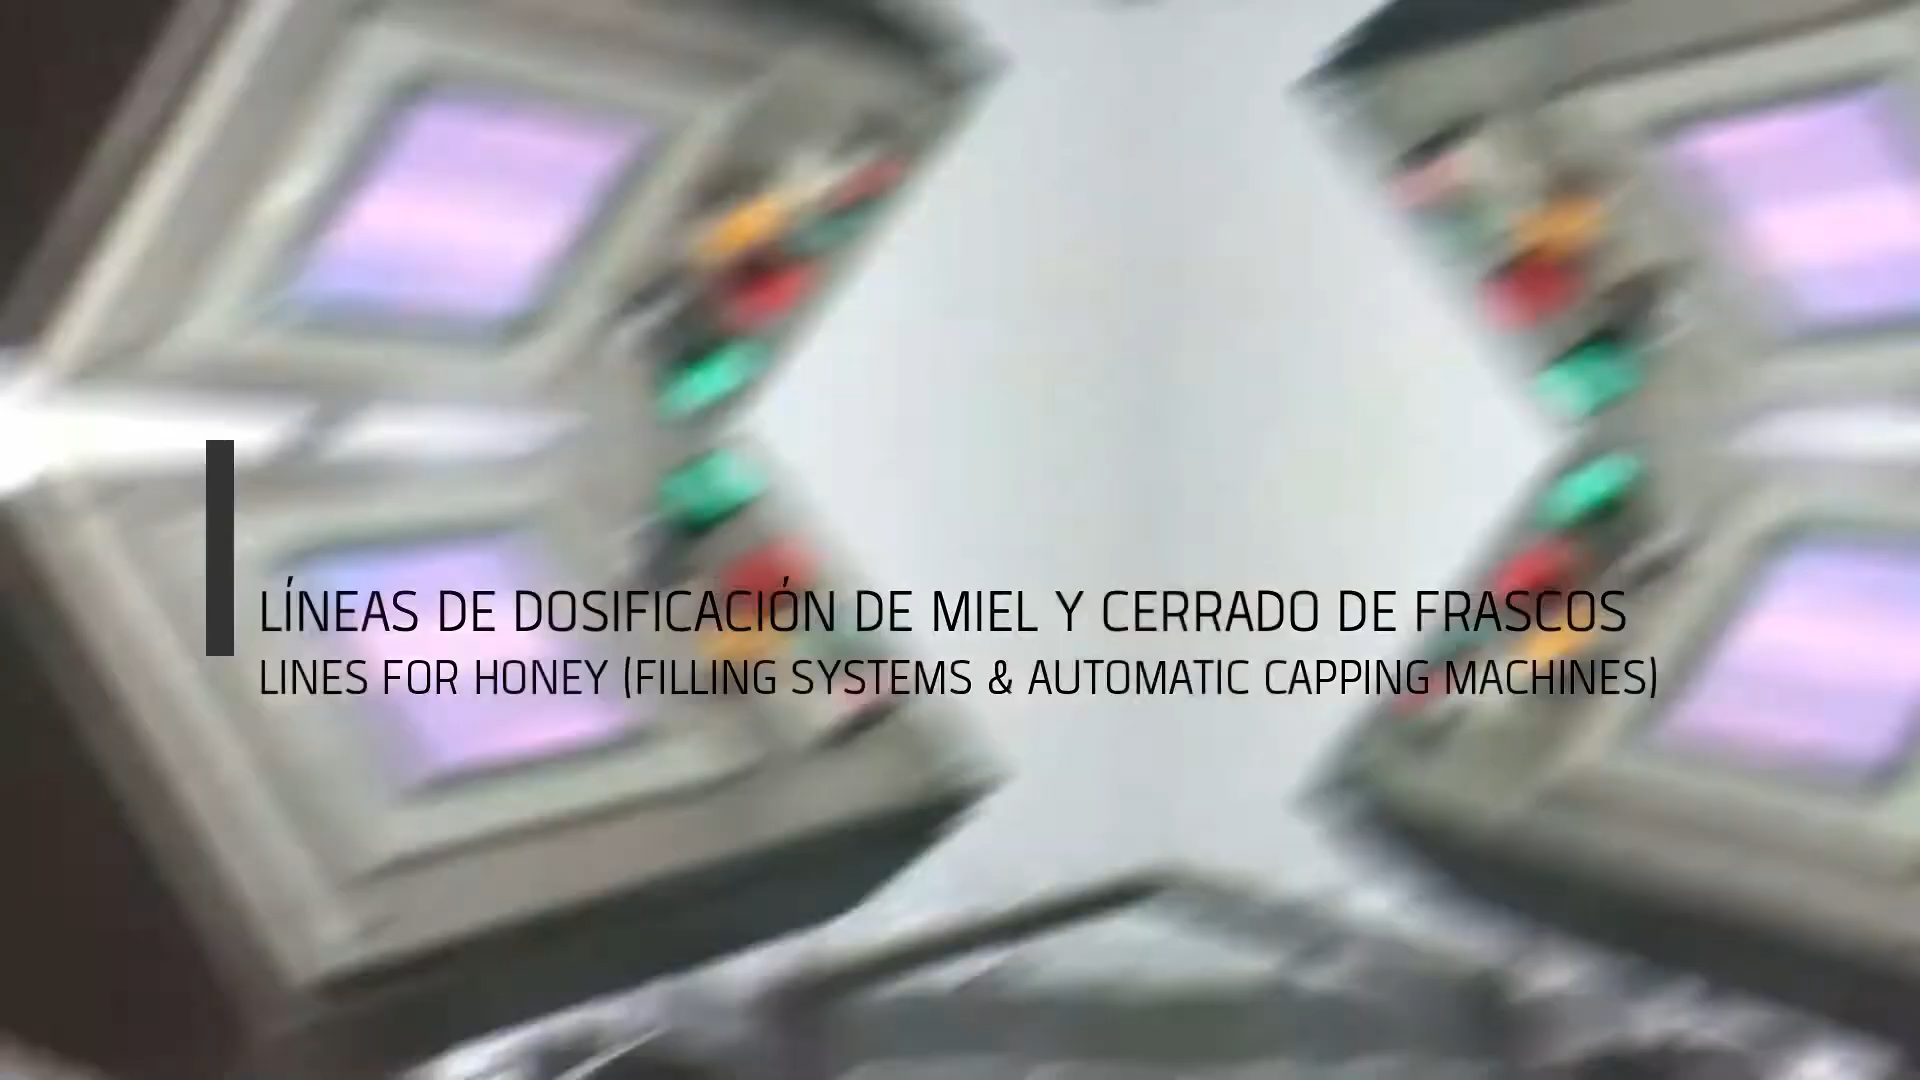 LÍNEAS DE DOSIFICACIÓN DE MIEL Y CERRADO DE FRASCOS
LINES FOR HONEY (FILLING SYSTEMS & AUTOMATIC CAPPING MACHINES)